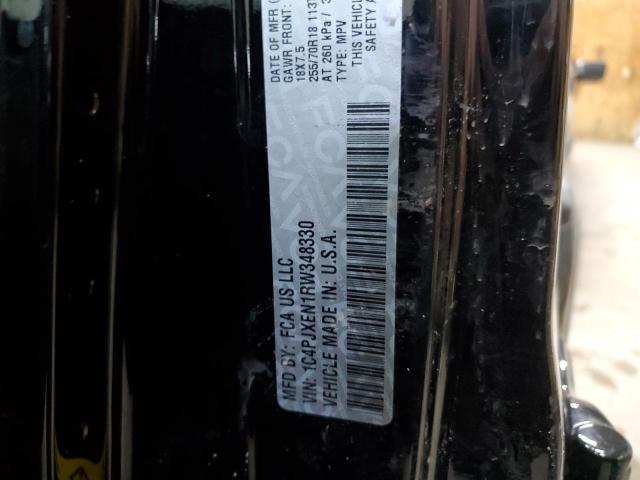 MFD BY: FCA US LLC
DATE OF MFR
GAWR FRONT:
18X7.5
255/70R18 113T
AT 260 kPa /
TYPE: MPV
THIS VEHICLE
SAFETY
VIN: 1C4PJXEN1RW348330
VEHICLE MADE IN: U.S.A.